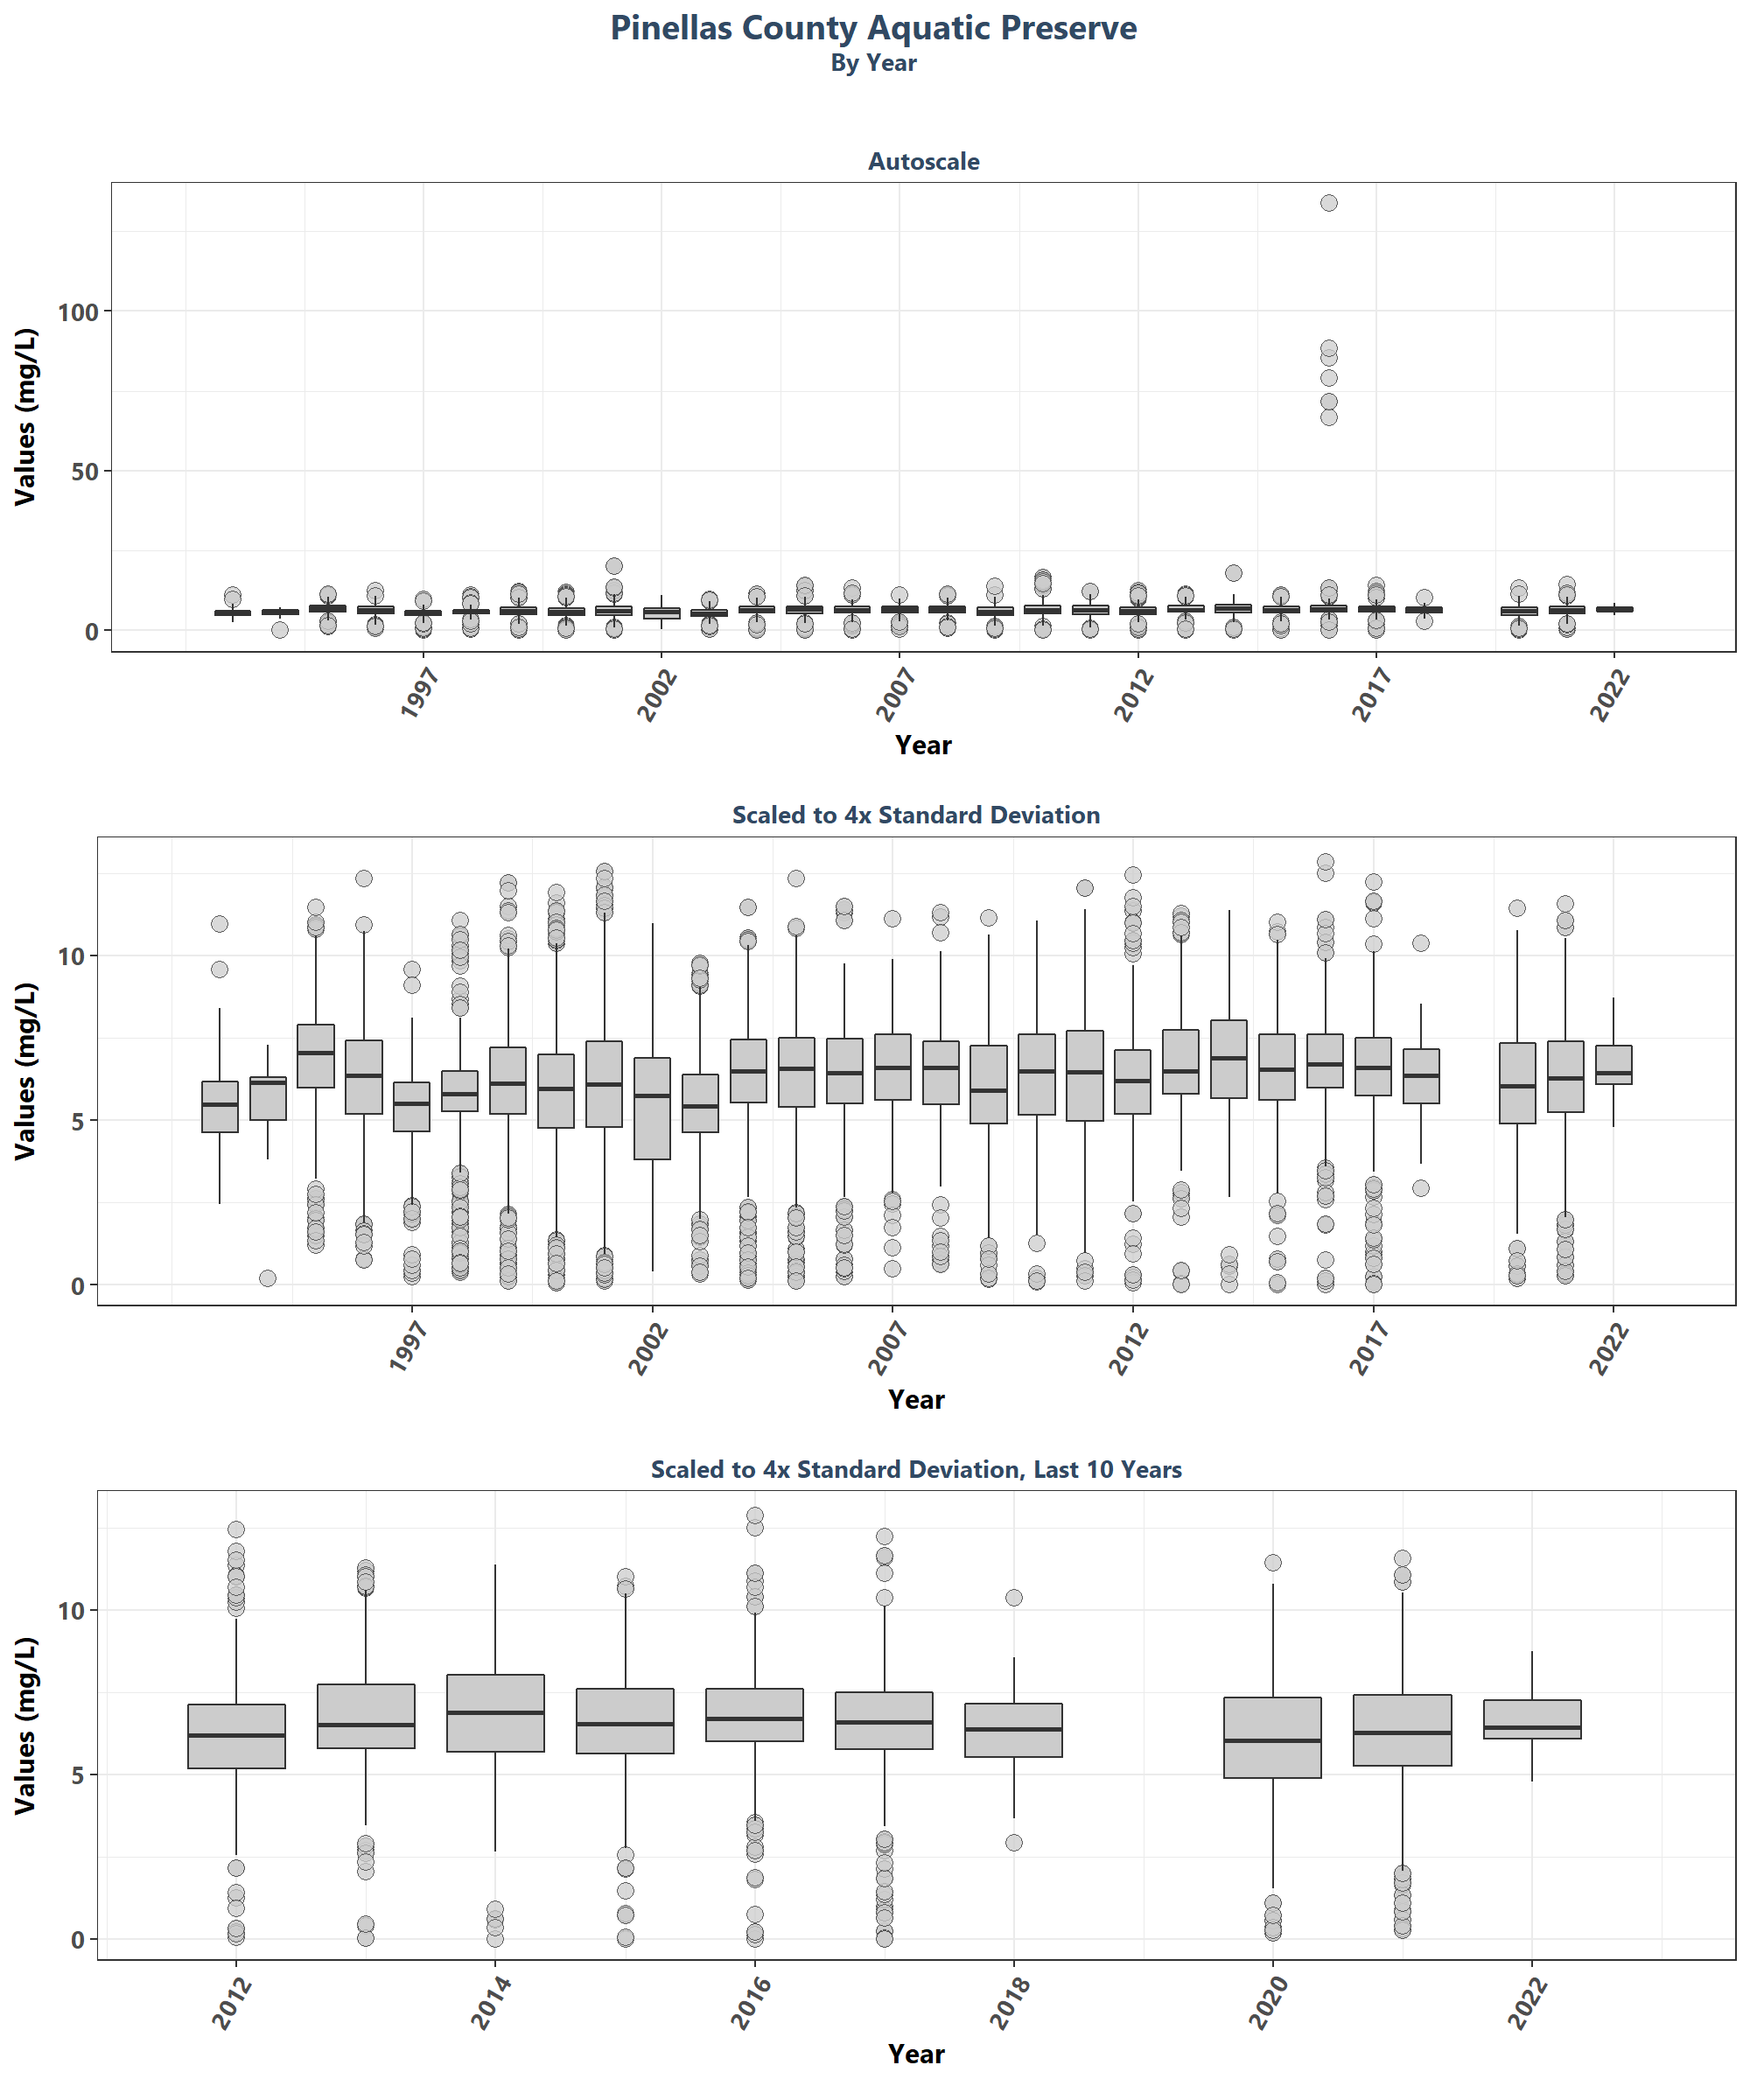 Pinellas County Aquatic Preserve
By Year
Autoscale
Values (mg/L)
100
50
0
1997
2002
2007
2012
2017
2022
Year
Scaled to 4x Standard Deviation
Values (mg/L)
10
5
0
1997
2002
2007
2012
2017
2022
Year
Scaled to 4x Standard Deviation, Last 10 Years
Values (mg/L)
10
5
0
2012
2014
2016
2018
2020
2022
Year